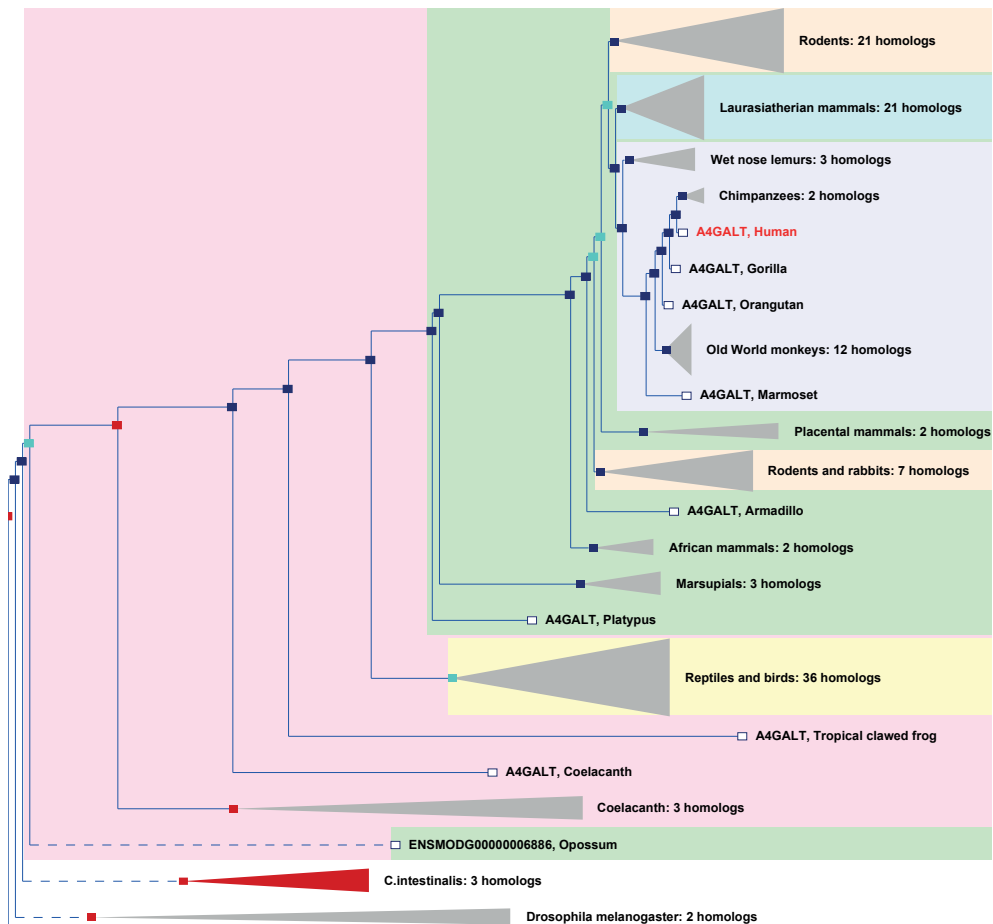 Rodents: 21 homologs
Laurasiatherian mammals: 21 homologs
Wet nose lemurs: 3 homologs
Chimpanzees: 2 homologs
A4GALT, Human
A4GALT, Gorilla
A4GALT, Orangutan
Old World monkeys: 12 homologs
A4GALT, Marmoset
Placental mammals: 2 homologs
Rodents and rabbits: 7 homologs
A4GALT, Armadillo
African mammals: 2 homologs
Marsupials: 3 homologs
A4GALT, Platypus
Reptiles and birds: 36 homologs
A4GALT, Tropical clawed frog
A4GALT, Coelacanth
Coelacanth: 3 homologs
ENSMODG00000006886, Opossum
C.intestinalis: 3 homologs
Drosophila melanogaster: 2 homologs